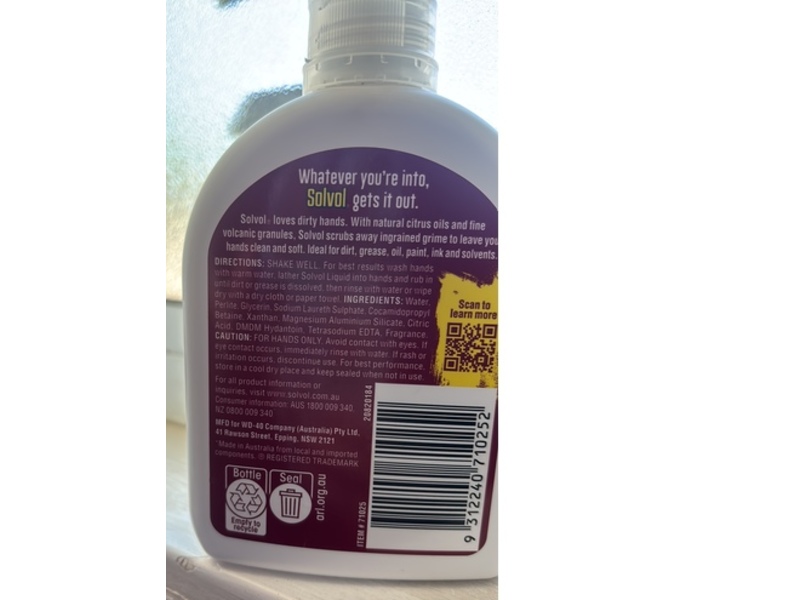 Whatever you're into,
Solvol gets it out.
Solvol® loves dirty hands. With natural citrus oils and fine
volcanic granules, Solvol scrubs away ingrained grime to leave you
hands clean and soft. Ideal for dirt, grease, oil, paint, ink and solvents.
DIRECTIONS: SHAKE WELL. For best results wash hands
with warm water, lather Solvol Liquid into hands and rub in
until dirt or grease is dissolved, then rinse with water or wipe
dry with a dry cloth or paper towel. INGREDIENTS: Water,
Perlite, Glycerin, Sodium Laureth Sulphate, Cocamidopropyl
Betaine, Xanthan, Magnesium Aluminium Silicate, Citric
Acid, DMDM Hydantoin, Tetrasodium EDTA, Fragrance.
CAUTION: FOR HANDS ONLY. Avoid contact with eyes. If
eye contact occurs, immediately rinse with water. If rash or
irritation occurs, discontinue use. For best performance,
store in a cool dry place and keep sealed when not in use.
For all product information or
inquiries, visit www.solvol.com.au
Consumer information: AUS 1800 009 340,
NZ 0800 009 340
MFD for WD-40 Company (Australia) Pty Ltd.
41 Rawson Street, Epping, NSW 2121
*Made in Australia from local and imported
components. ® REGISTERED TRADEMARK
Scan to
learn more
20820184
ITEM # 71025
9 312240 710252
Bottle
Empty to
recycle
Seal
arl.org.au